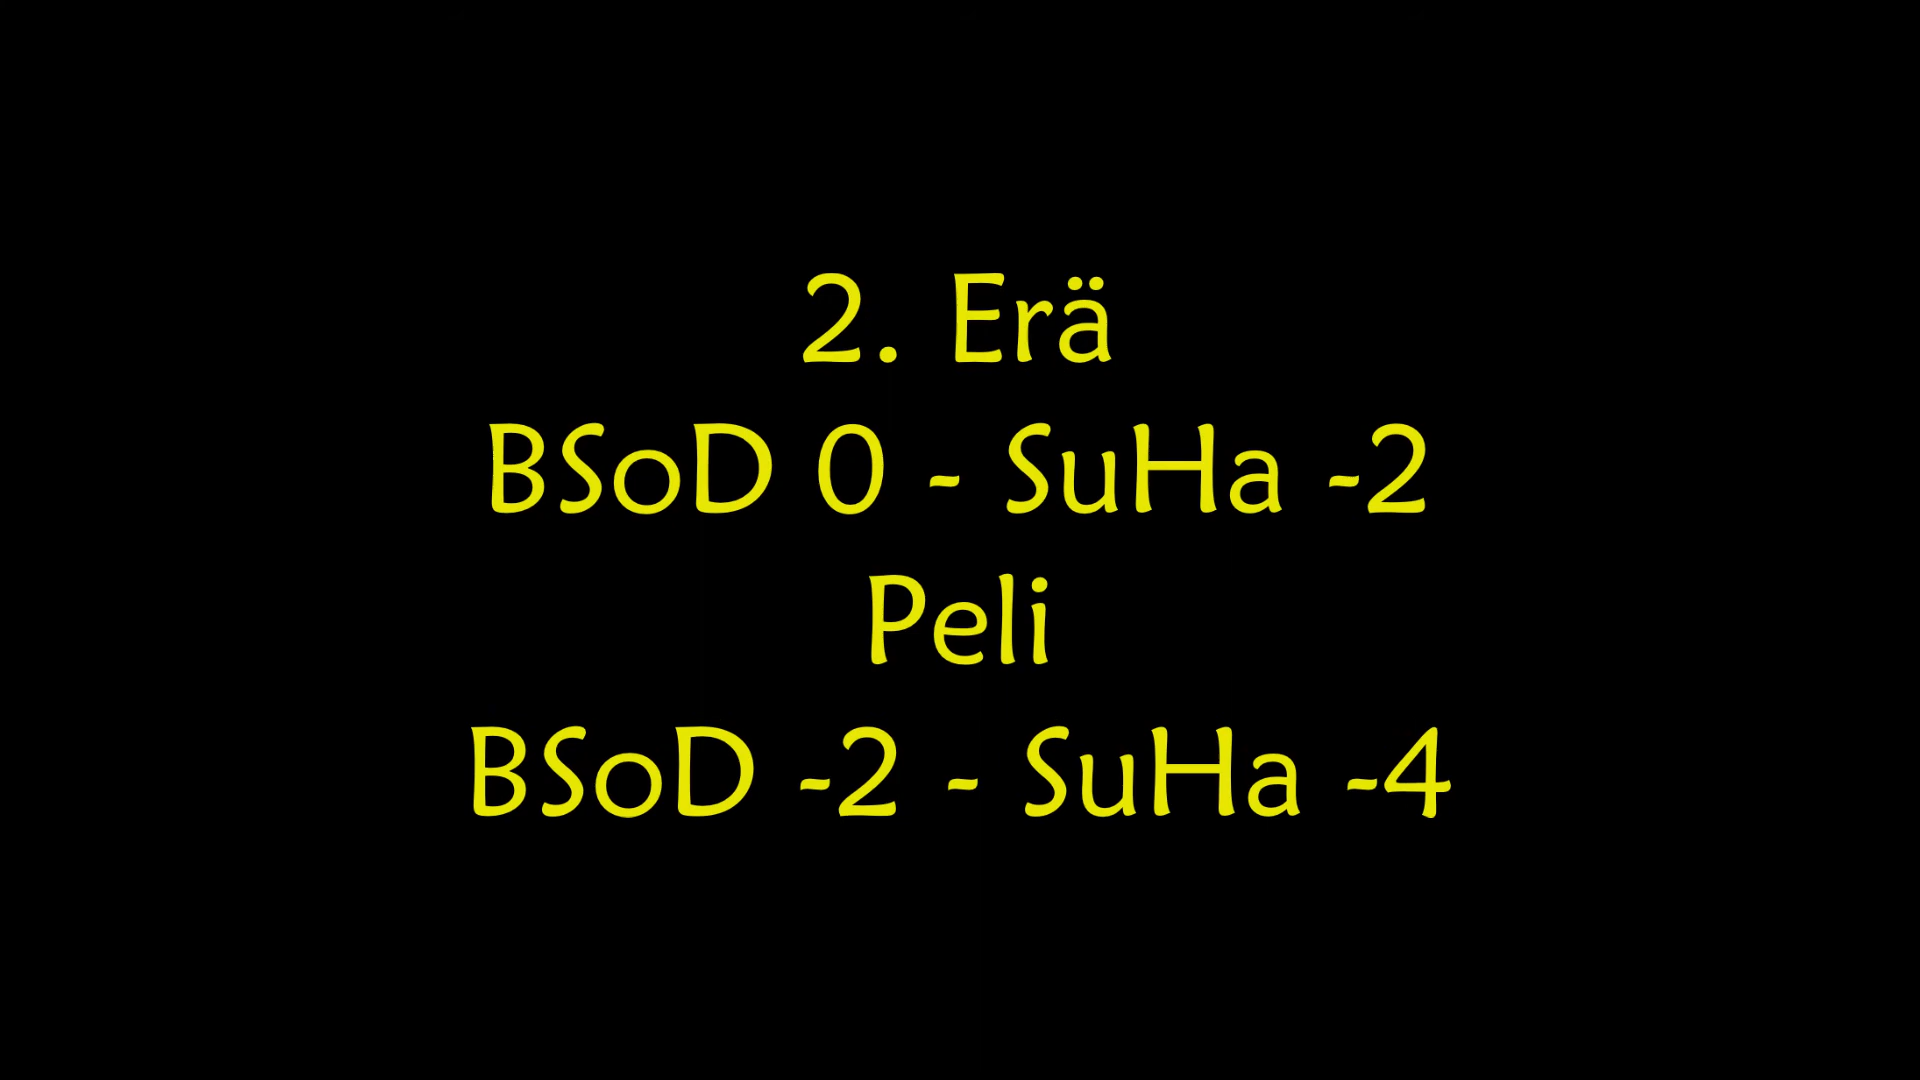 2. Erä
BSoD 0 - SuHa -2
Peli
BSoD -2 - SuHa -4